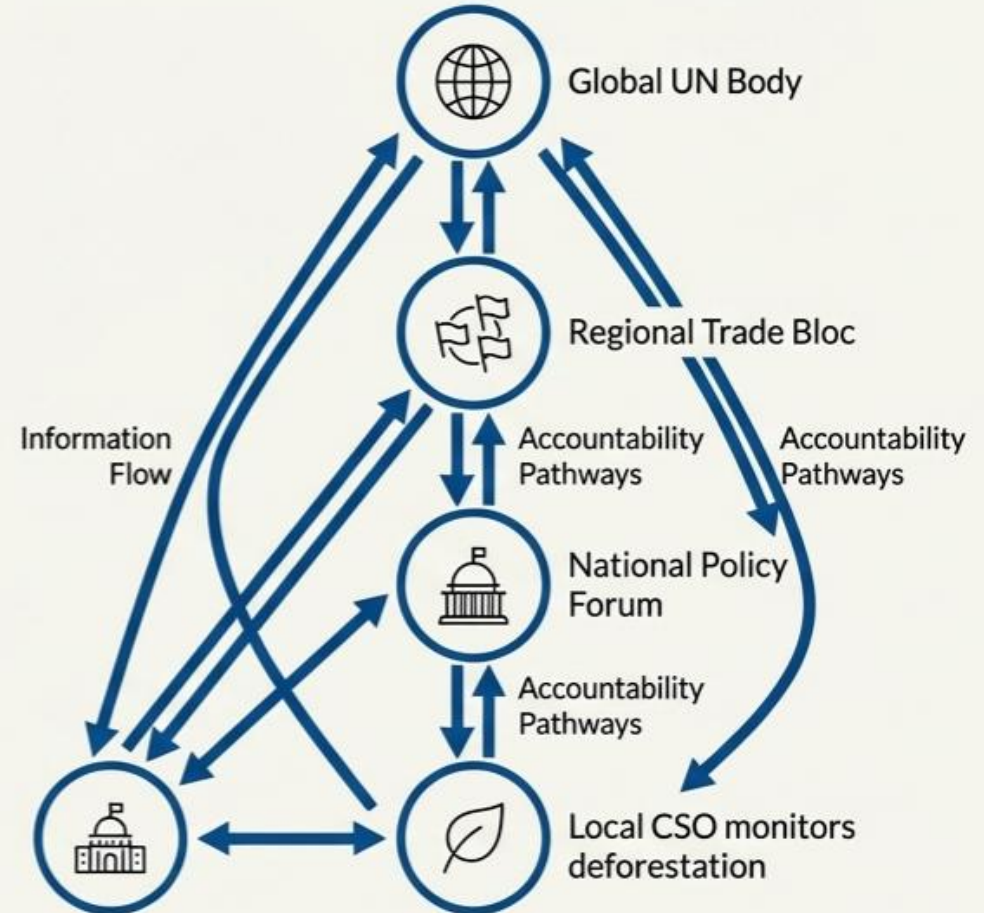 Global UN Body
Regional Trade Bloc
Information
Flow
Accountability
Pathways
Accountability
Pathways
National Policy
Forum
Accountability
Pathways
Local CSO monitors
deforestation